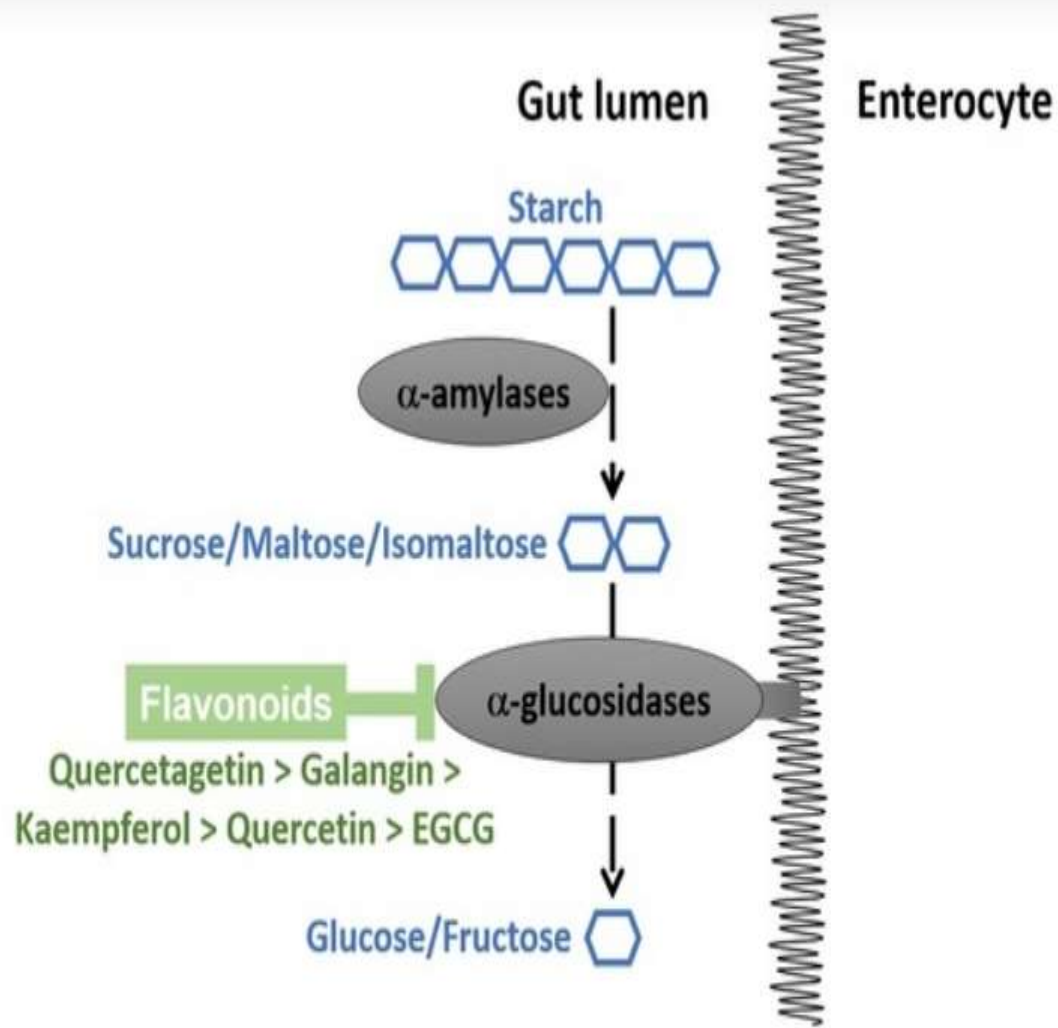 Gut lumen
Enterocyte
Starch
α-amylases
Sucrose/Maltose/Isomaltose
Flavonoids
α-glucosidases
Quercetagetin > Galangin >
Kaempferol > Quercetin > EGCG
Glucose/Fructose